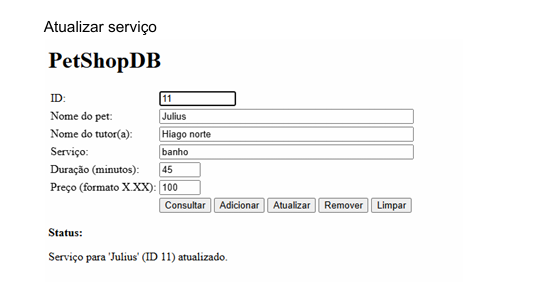 Atualizar serviço
PetShopDB
ID: 11
Nome do pet: Julius
Nome do tutor(a): Hiago norte
Serviço: banho
Duração (minutos): 45
Preço (formato X.XX): 100
Consultar Adicionar Atualizar Remover Limpar
Status:
Serviço para 'Julius' (ID 11) atualizado.